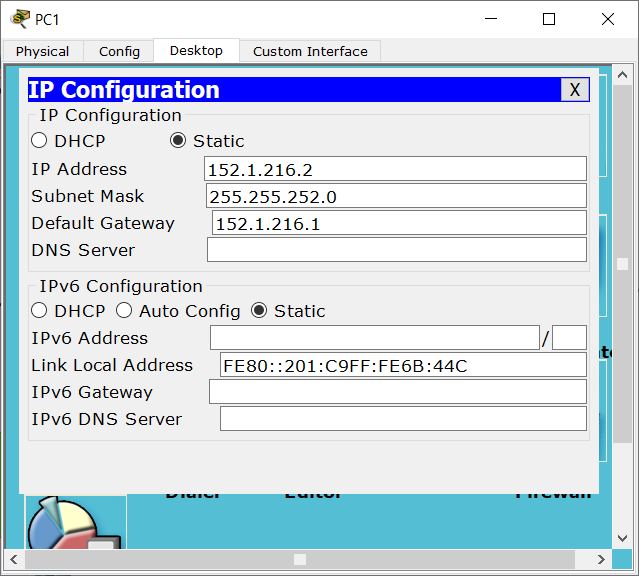 PC1
Physical Config Desktop Custom Interface
IP Configuration X
IP Configuration
DHCP Static
IP Address 152.1.216.2
Subnet Mask 255.255.252.0
Default Gateway 152.1.216.1
DNS Server
IPv6 Configuration
DHCP Auto Config Static
IPv6 Address /
Link Local Address FE80::201:C9FF:FE6B:44C
IPv6 Gateway
IPv6 DNS Server
Dialer Editor Firewall